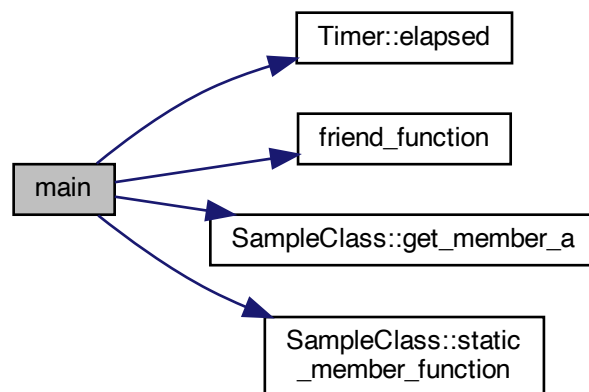 Timer::elapsed
friend_function
main
SampleClass::get_member_a
SampleClass::static
_member_function